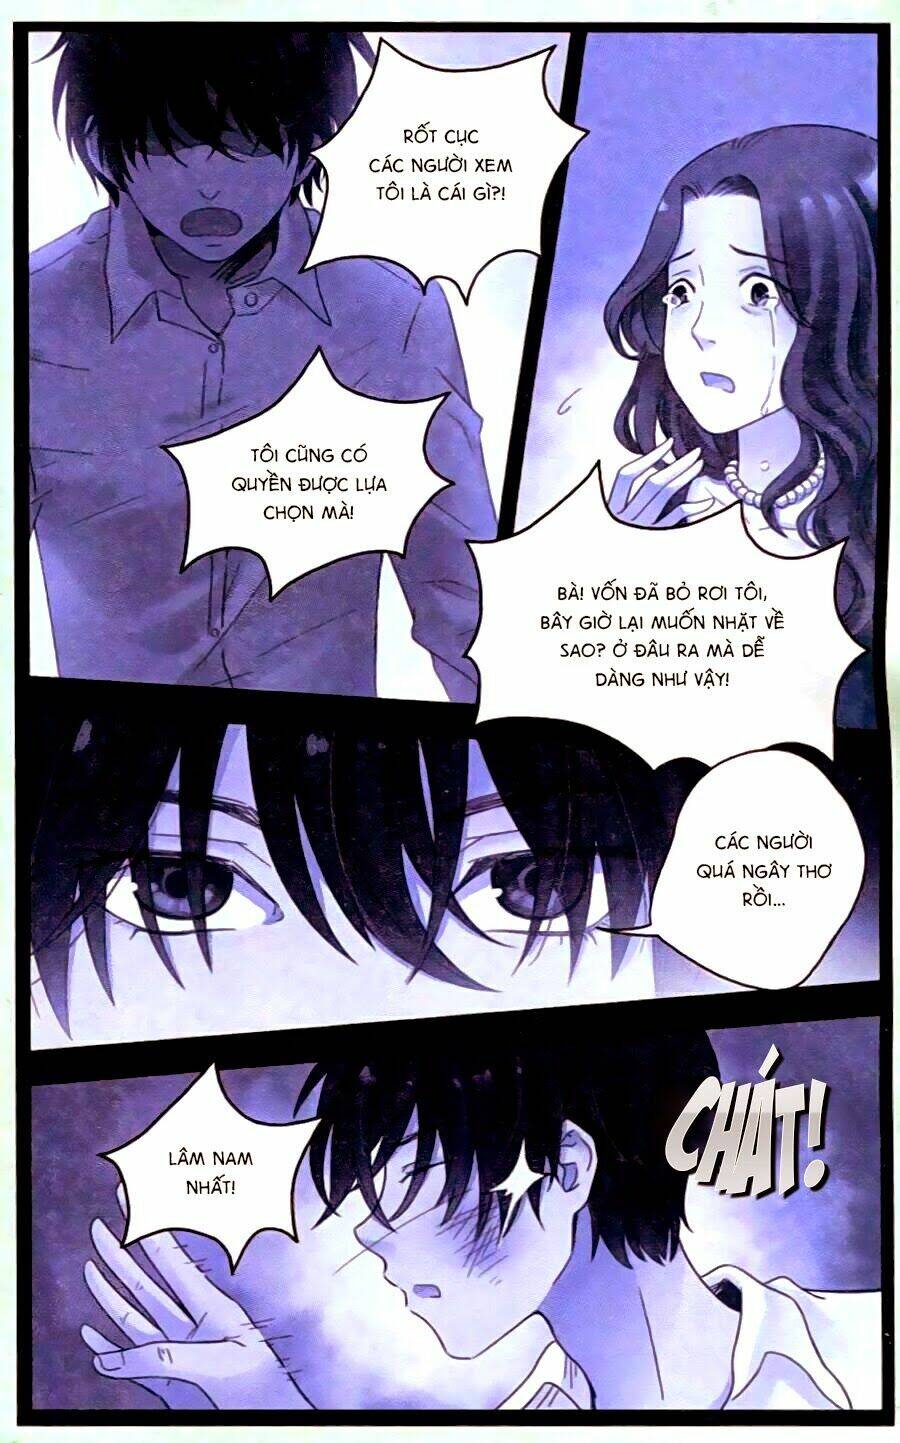 RỐT CỤC
CÁC NGƯỜI XEM
TÔI LÀ CÁI GÌ?!
TÔI CŨNG CÓ
QUYỀN ĐƯỢC LỰA
CHỌN MÀ!
BÀ! VỐN ĐÃ BỎ RƠI TÔI,
BÂY GIỜ LẠI MUỐN NHẶT VỀ
SAO? Ở ĐÂU RA MÀ DỄ
DÀNG NHƯ VẬY!
CÁC NGƯỜI
QUÁ NGÂY THƠ
RỒI...
CHÁT!
LÂM NAM
NHẤT!